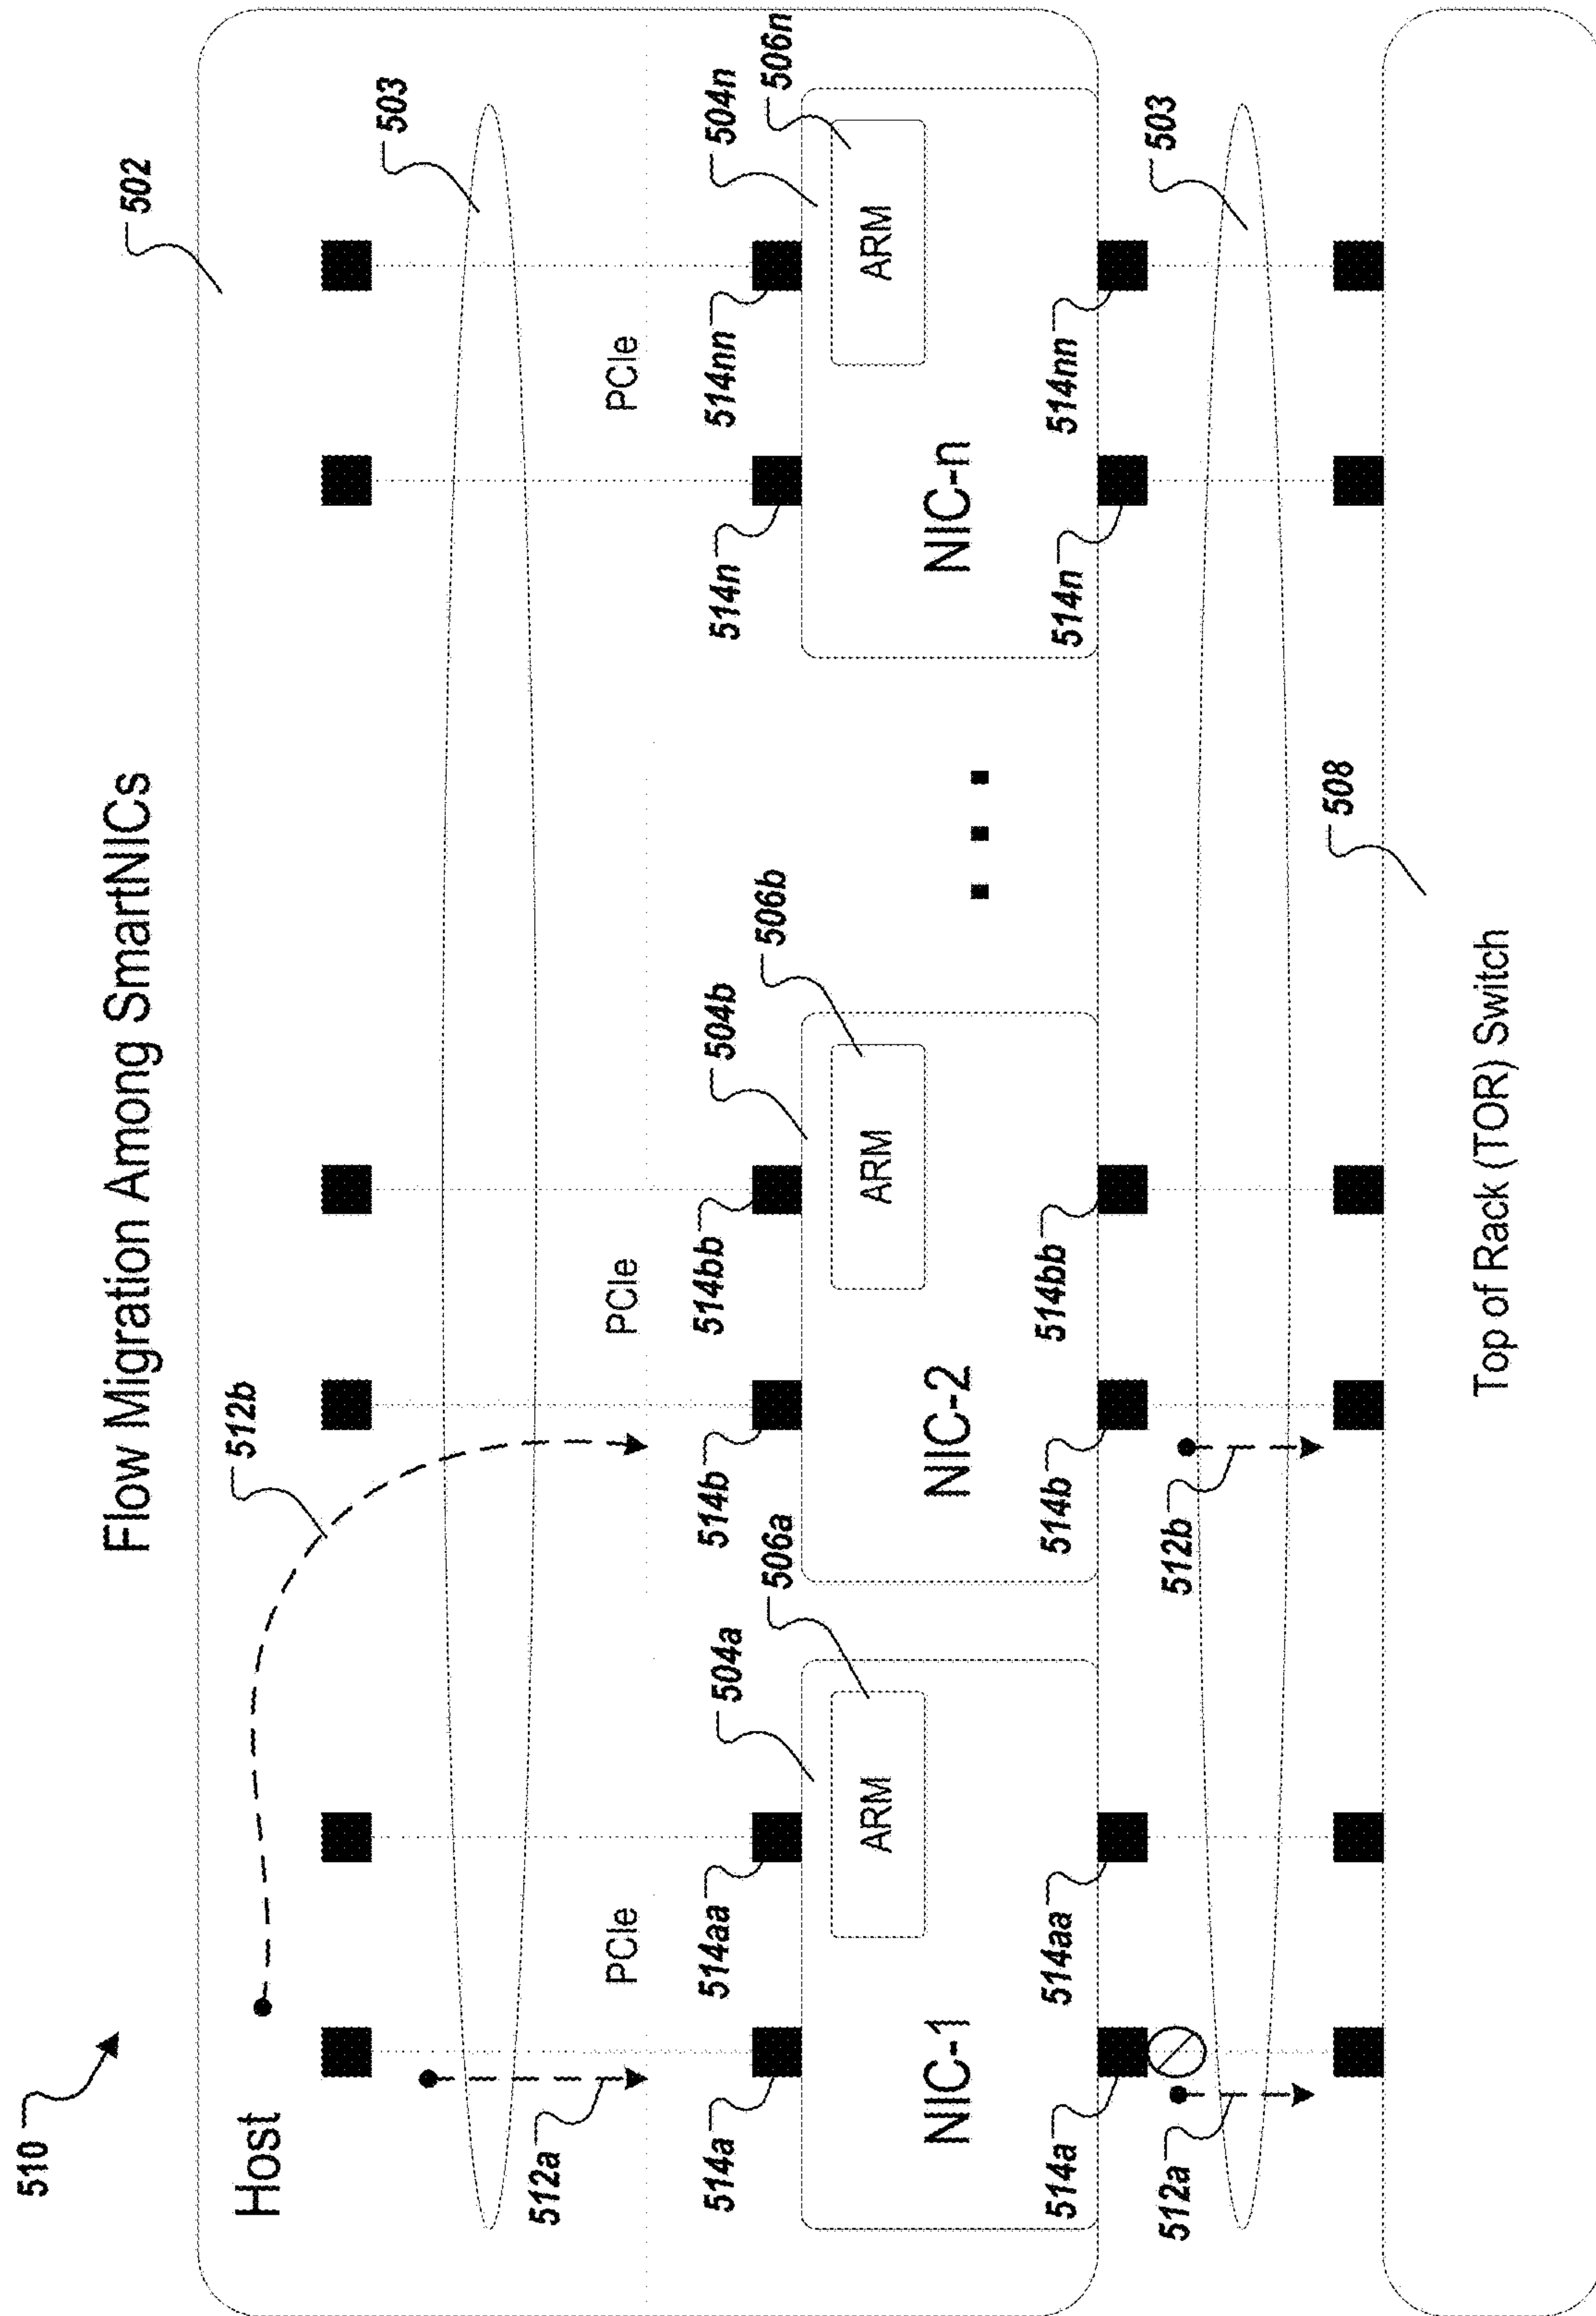 510
Flow Migration Among SmartNICs
Host
512b
502
503
512a
PCIe
PCIe
PCIe
514a
514aa
504a
506a
514b
514bb
504b
506b
514n
514nn
504n
506n
NIC-1
ARM
NIC-2
ARM
NIC-n
ARM
514a
514aa
514b
514bb
514n
514nn
512a
512b
503
508
Top of Rack (TOR) Switch